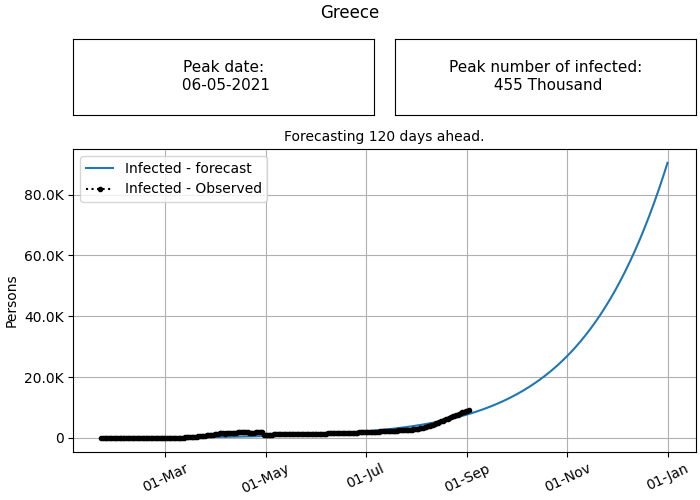 Greece
Peak date:
06-05-2021
Peak number of infected:
455 Thousand
Forecasting 120 days ahead.
Infected - forecast
Infected - Observed
Persons
80.0K
60.0K
40.0K
20.0K
0
01-Mar
01-May
01-Jul
01-Sep
01-Nov
01-Jan